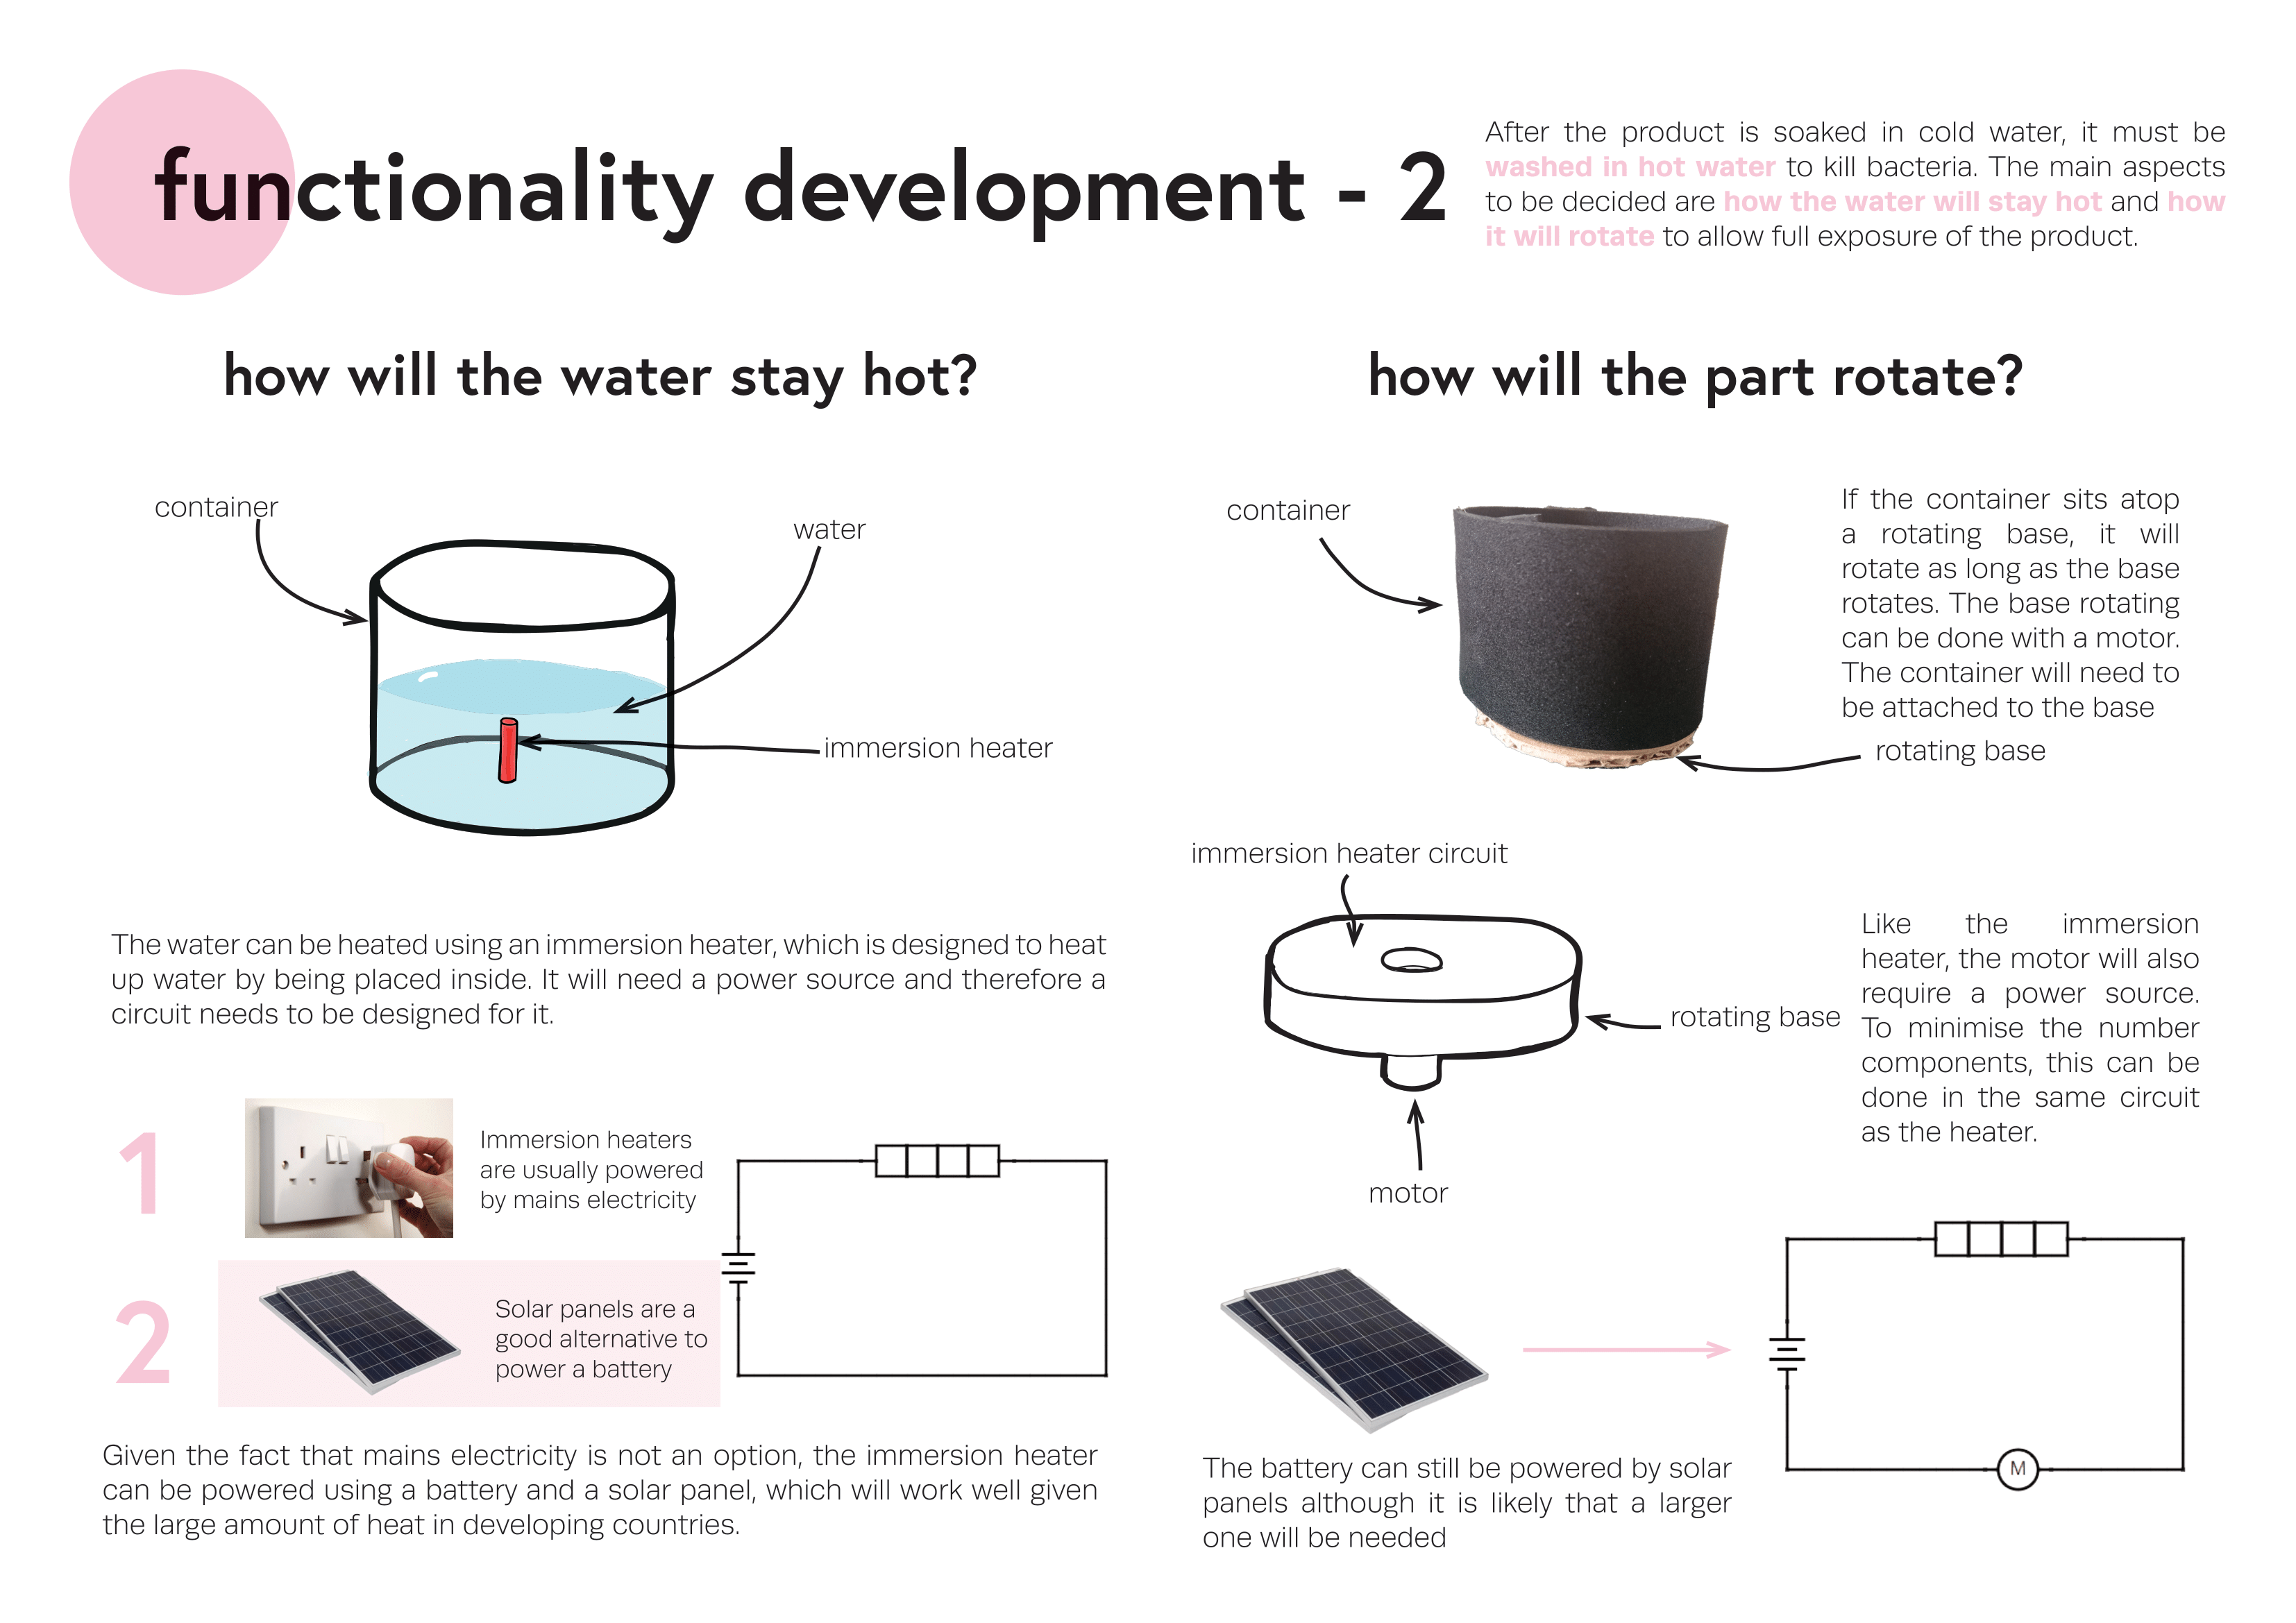 functionality development - 2
After the product is soaked in cold water, it must be
washed in hot water to kill bacteria. The main aspects
to be decided are how the water will stay hot and how
it will rotate to allow full exposure of the product.
how will the water stay hot?
container
water
immersion heater
The water can be heated using an immersion heater, which is designed to heat
up water by being placed inside. It will need a power source and therefore a
circuit needs to be designed for it.
1
Immersion heaters
are usually powered
by mains electricity
2
Solar panels are a
good alternative to
power a battery
Given the fact that mains electricity is not an option, the immersion heater
can be powered using a battery and a solar panel, which will work well given
the large amount of heat in developing countries.
how will the part rotate?
container
If the container sits atop
a rotating base, it will
rotate as long as the base
rotates. The base rotating
can be done with a motor.
The container will need to
be attached to the base
rotating base
immersion heater circuit
rotating base
motor
Like the immersion
heater, the motor will also
require a power source.
To minimise the number
components, this can be
done in the same circuit
as the heater.
M
The battery can still be powered by solar
panels although it is likely that a larger
one will be needed